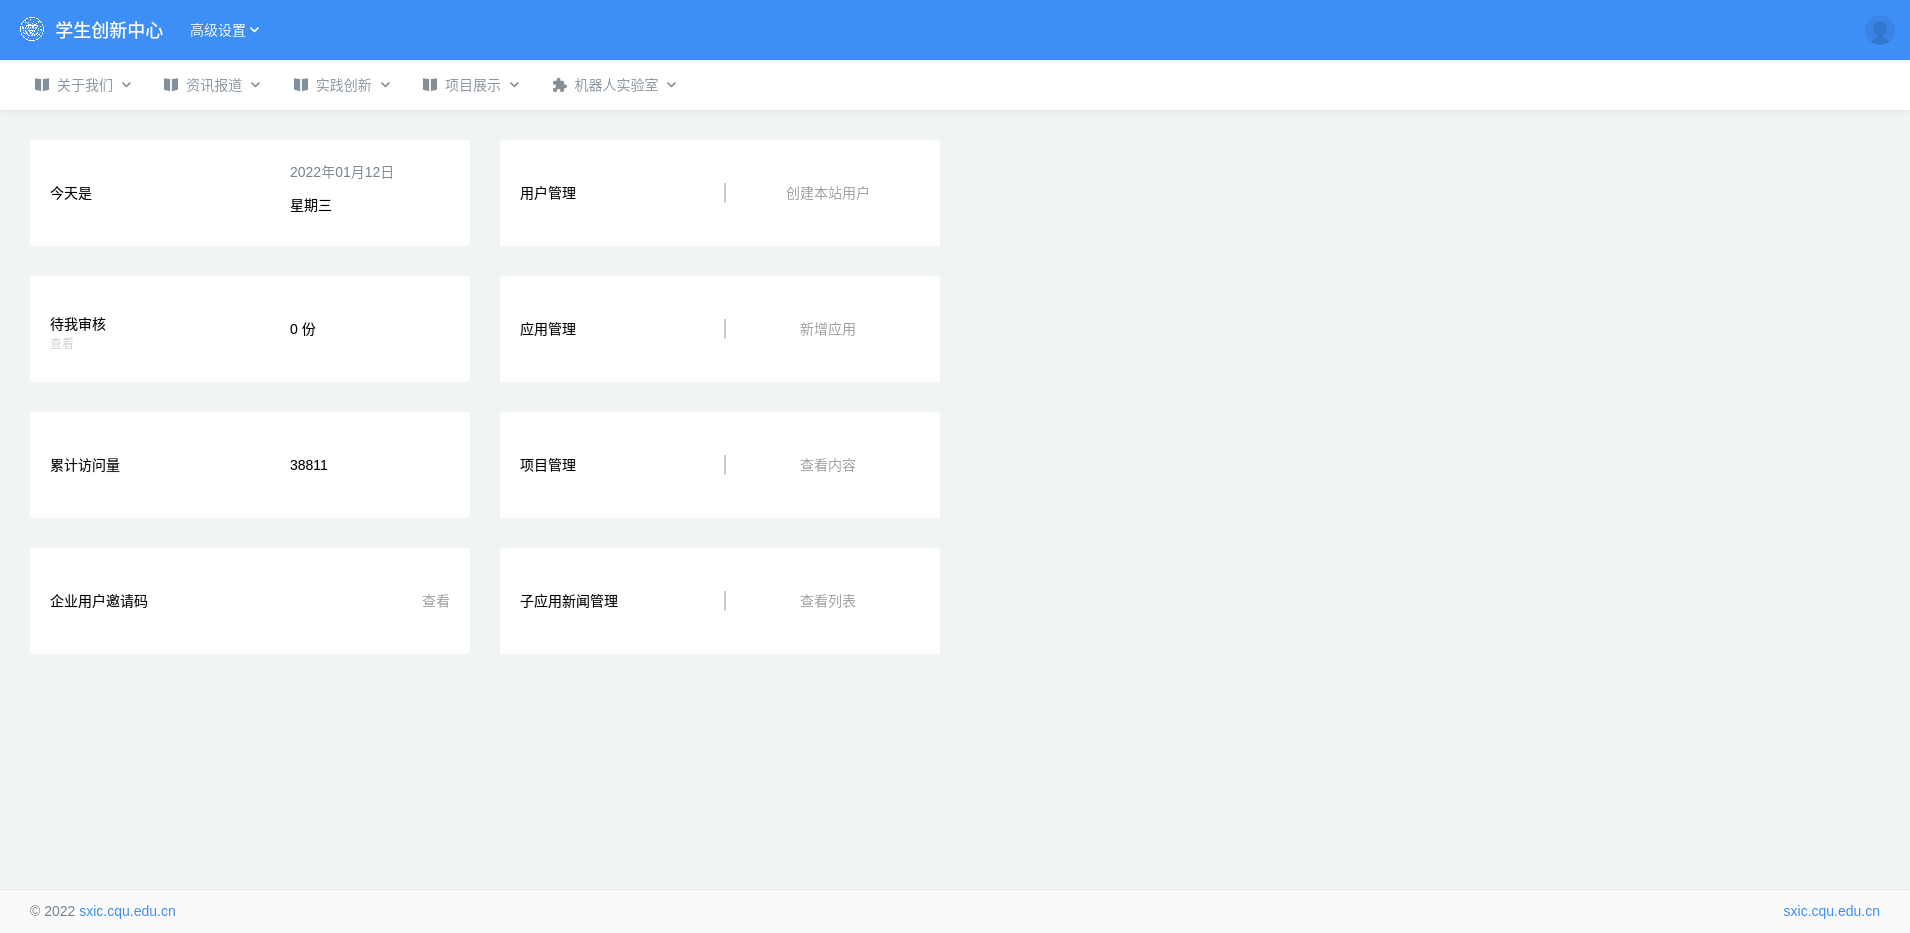 学生创新中心
高级设置
关于我们
资讯报道
实践创新
项目展示
机器人实验室
今天是
2022年01月12日
星期三
用户管理
创建本站用户
待我审核
查看
0 份
应用管理
新增应用
累计访问量
38811
项目管理
查看内容
企业用户邀请码
查看
子应用新闻管理
查看列表
© 2022 sxic.cqu.edu.cn
sxic.cqu.edu.cn